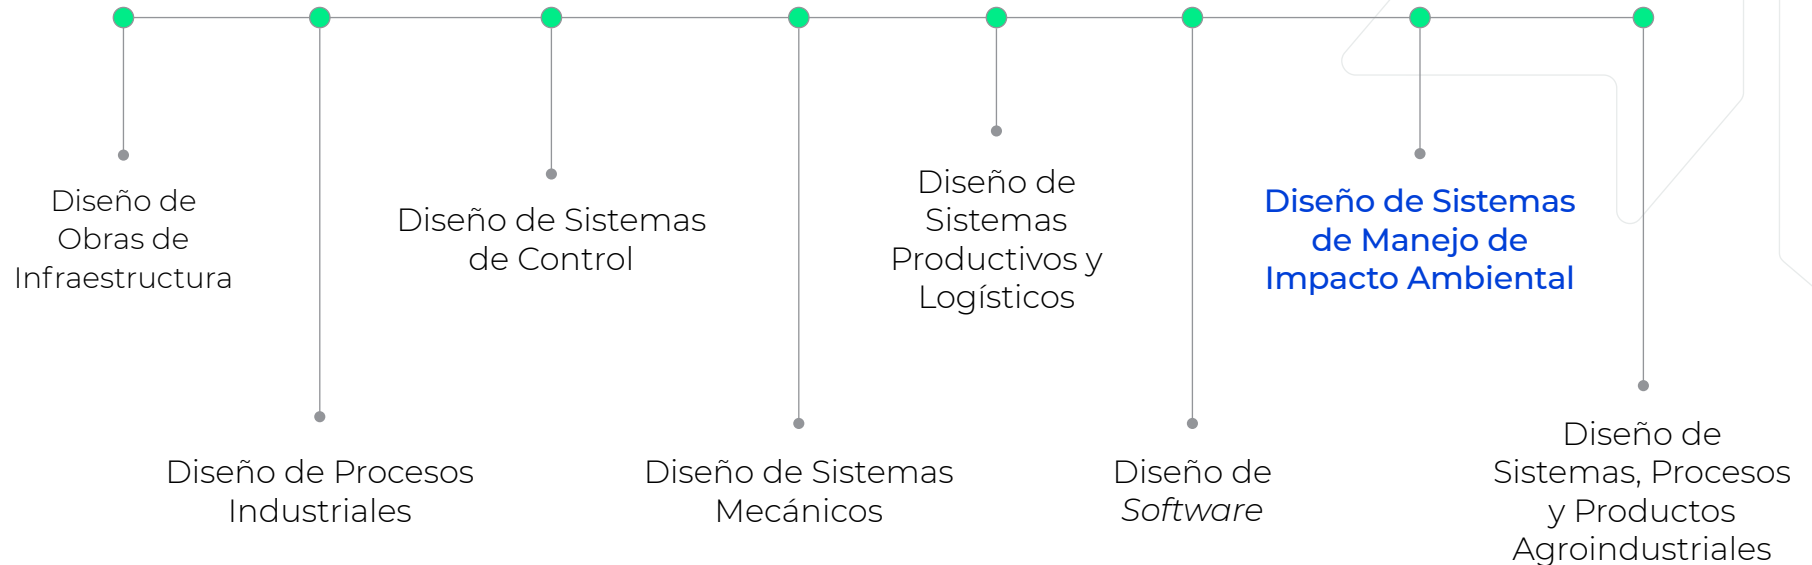 Diseño de
Obras de
Infraestructura
Diseño de Procesos
Industriales
Diseño de Sistemas
de Control
Diseño de Sistemas
Mecánicos
Diseño de
Sistemas
Productivos y
Logísticos
Diseño de
Software
Diseño de Sistemas
de Manejo de
Impacto Ambiental
Diseño de
Sistemas, Procesos
y Productos
Agroindustriales